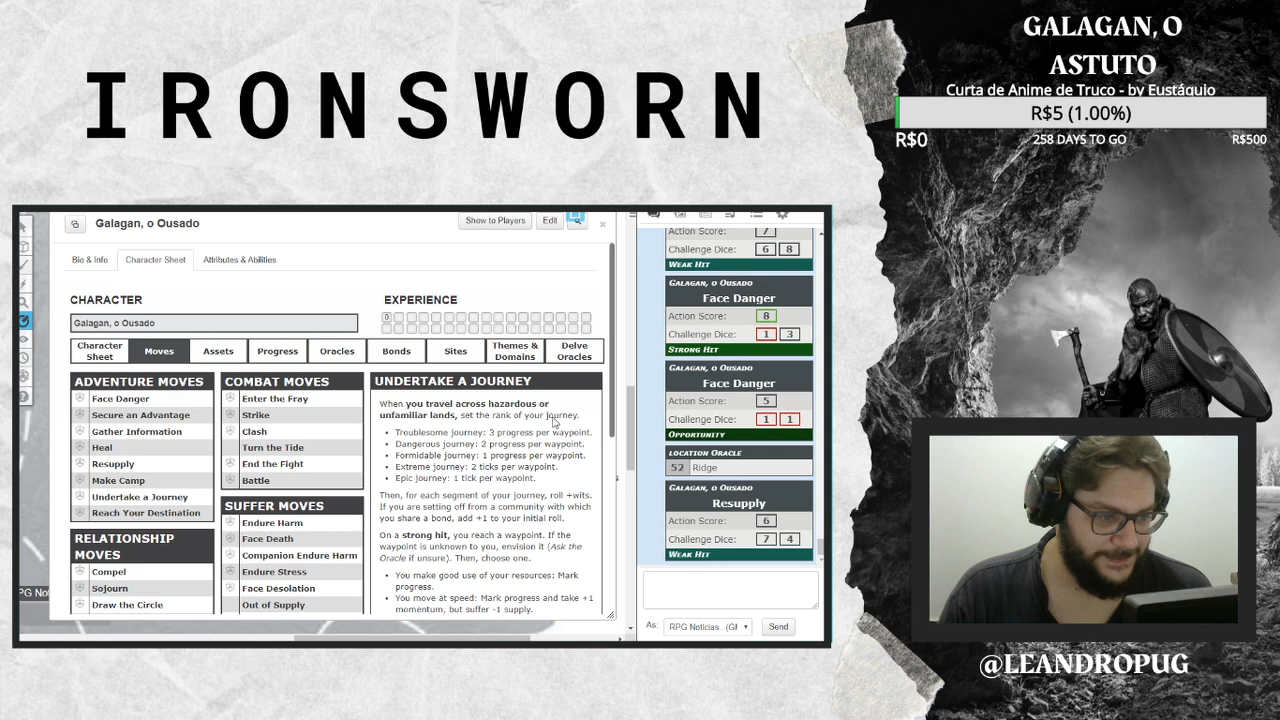 IRONSWORN
GALAGAN, O
ASTUTO
Curta de Anime de Truco - by Eustáquio
R$5 (1.00%)
R$0
258 DAYS TO GO
R$500
Galagan, o Ousado
Show to Players
Edit
Bio & Info
Character Sheet
Attributes & Abilities
CHARACTER
EXPERIENCE
Galagan, o Ousado
0
Character
Sheet
Moves
Assets
Progress
Oracles
Bonds
Sites
Themes &
Domains
Delve
Oracles
ADVENTURE MOVES
Face Danger
Secure an Advantage
Gather Information
Heal
Resupply
Make Camp
Undertake a Journey
Reach Your Destination
RELATIONSHIP
MOVES
Compel
Sojourn
Draw the Circle
COMBAT MOVES
Enter the Fray
Strike
Clash
Turn the Tide
End the Fight
Battle
SUFFER MOVES
Endure Harm
Face Death
Companion Endure Harm
Endure Stress
Face Desolation
Out of Supply
UNDERTAKE A JOURNEY
When you travel across hazardous or
unfamiliar lands, set the rank of your journey.
• Troublesome journey: 3 progress per waypoint.
• Dangerous journey: 2 progress per waypoint.
• Formidable journey: 1 progress per waypoint.
• Extreme journey: 2 ticks per waypoint.
• Epic journey: 1 tick per waypoint.
Then, for each segment of your journey, roll +wits.
If you are setting off from a community with which
you share a bond, add +1 to your initial roll.
On a strong hit, you reach a waypoint. If the
waypoint is unknown to you, envision it (Ask the
Oracle if unsure). Then, choose one.
• You make good use of your resources: Mark
progress.
• You move at speed: Mark progress and take +1
momentum, but suffer -1 supply.
Action Score: 7
Challenge Dice: 6 8
WEAK HIT
GALAGAN, O OUSADO
Face Danger
Action Score: 8
Challenge Dice: 1 3
STRONG HIT
GALAGAN, O OUSADO
Face Danger
Action Score: 5
Challenge Dice: 1 1
OPPORTUNITY
LOCATION ORACLE
52 Ridge
GALAGAN, O OUSADO
Resupply
Action Score: 6
Challenge Dice: 7 4
WEAK HIT
As:
RPG Noticias . (GM
Send
@LEANDROPUG